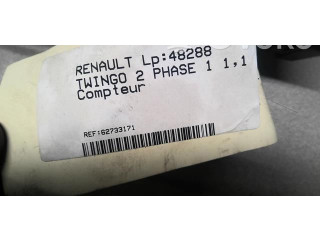 RENAULT Lp:48288
TWINGO 2 PHASE 1 1,1
Compteur
REF:62733171